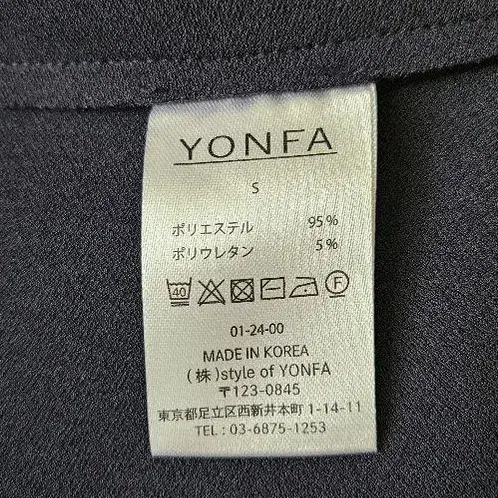 YONFA
S
ポリエステル 95%
ポリウレタン 5%
40 F
01-24-00
MADE IN KOREA
(株)style of YONFA
〒123-0845
東京都足立区西新井本町 1-14-11
TEL : 03-6875-1253